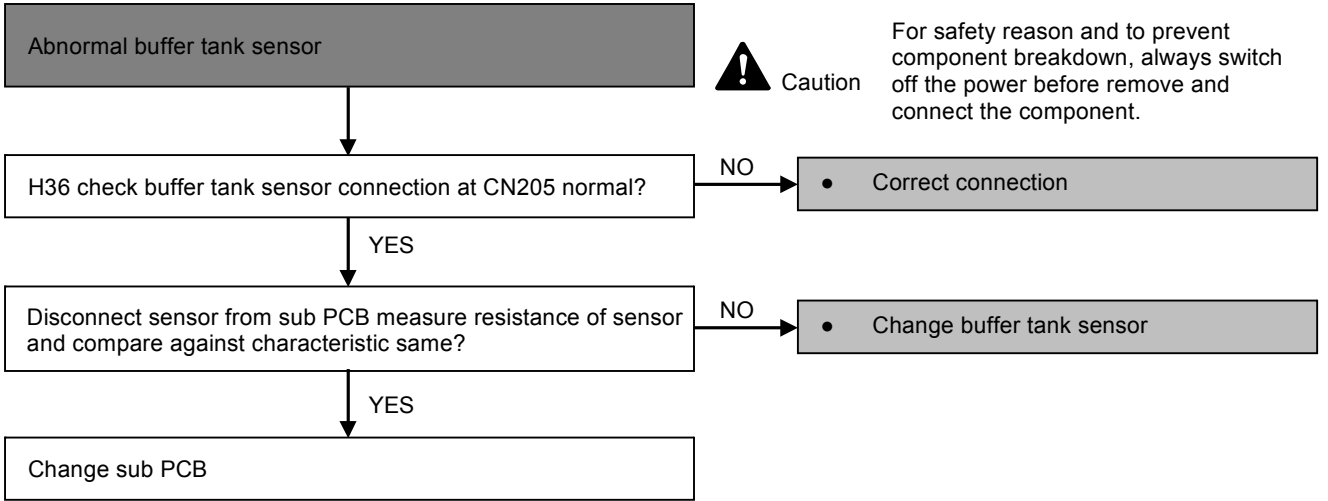 Abnormal buffer tank sensor
Caution
For safety reason and to prevent
component breakdown, always switch
off the power before remove and
connect the component.
H36 check buffer tank sensor connection at CN205 normal?
NO
● Correct connection
YES
Disconnect sensor from sub PCB measure resistance of sensor
and compare against characteristic same?
NO
● Change buffer tank sensor
YES
Change sub PCB